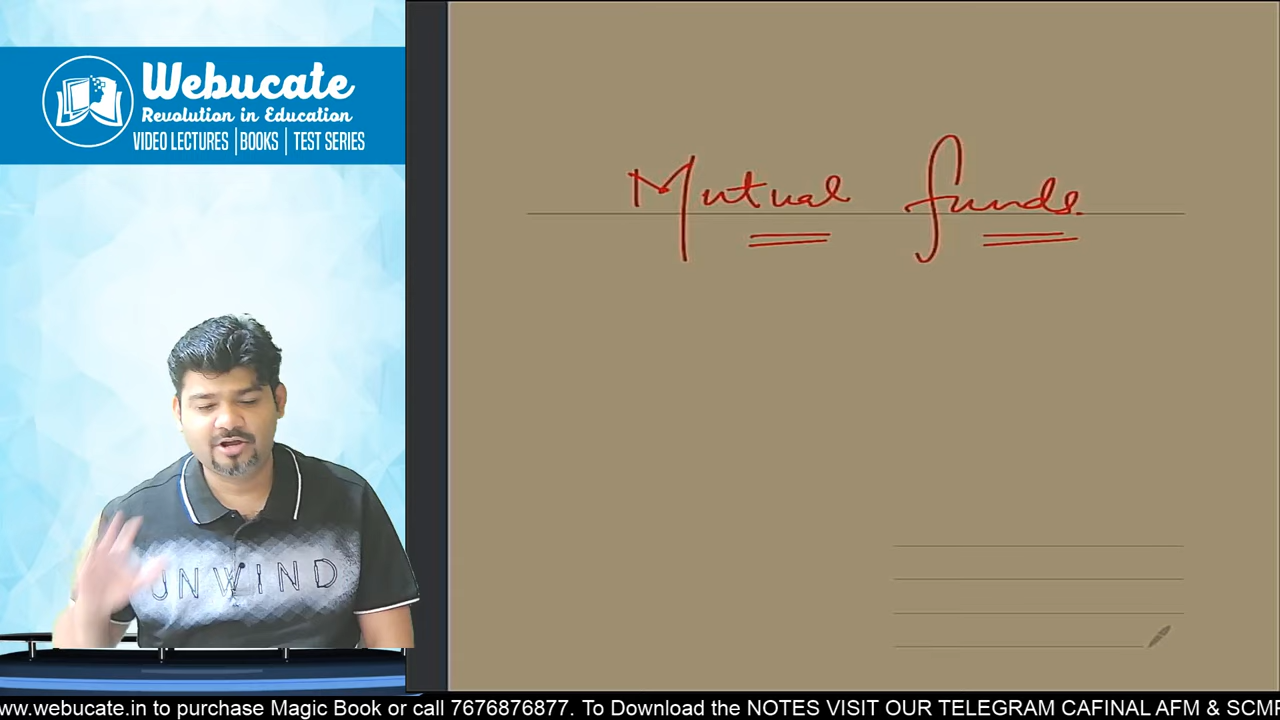 Webucate
Revolution in Education
VIDEO LECTURES | BOOKS | TEST SERIES
Mutual funds.
UNWIND
ww.webucate.in to purchase Magic Book or call 7676876877. To Download the NOTES VISIT OUR TELEGRAM CAFINAL AFM & SCMP